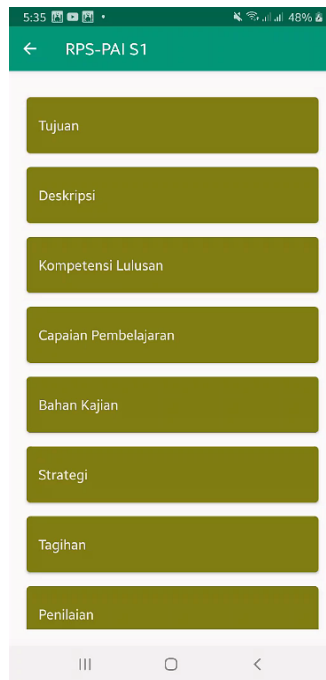 5:35
48%
RPS-PAI S1
Tujuan
Deskripsi
Kompetensi Lulusan
Capaian Pembelajaran
Bahan Kajian
Strategi
Tagihan
Penilaian